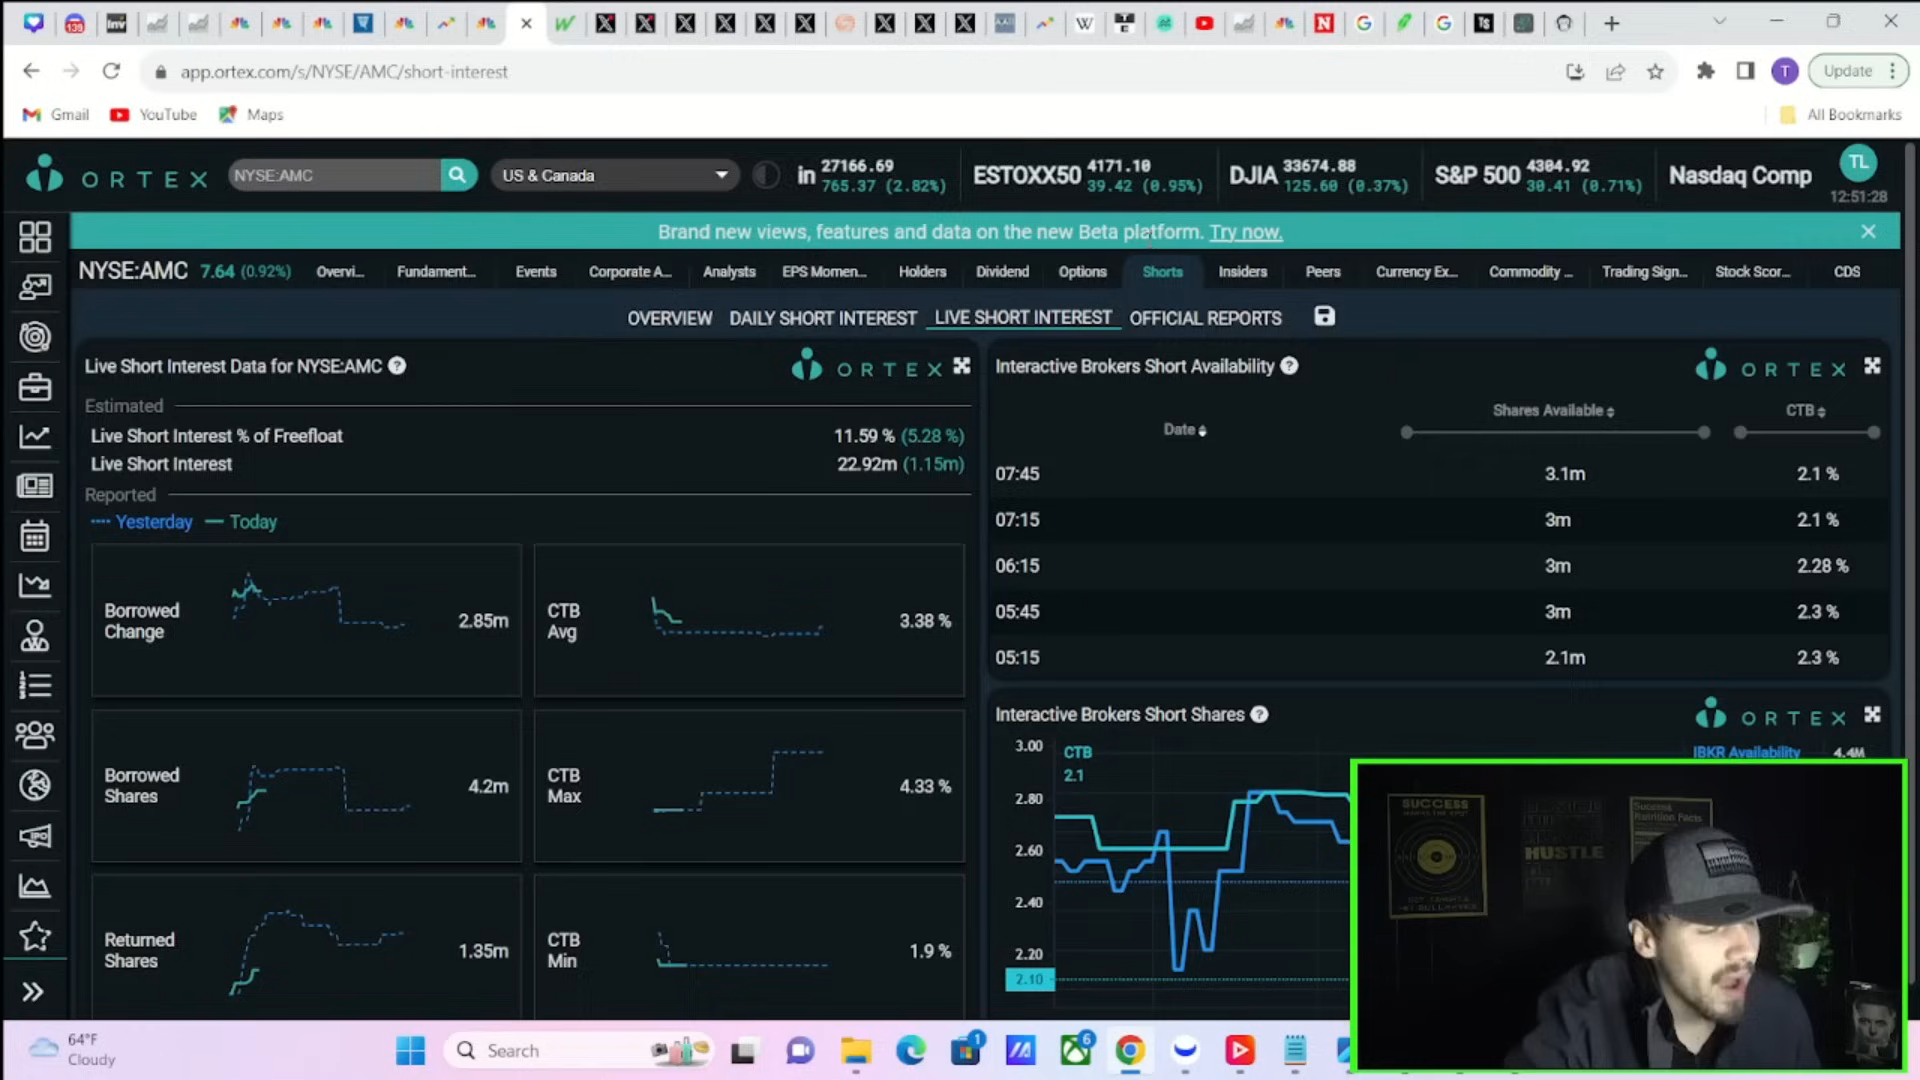 139
Inv
app.ortex.com/s/NYSE/AMC/short-interest
T
Update
Gmail
YouTube
Maps
All Bookmarks
ORTEX
NYSE:AMC
US & Canada
in 27166.69
765.37 (2.82%)
ESTOXX50 4171.10
39.42 (0.95%)
DJIA 33674.88
125.60 (0.37%)
S&P 500 4304.92
30.41 (0.71%)
Nasdaq Comp
TL
12:51:28
Brand new views, features and data on the new Beta platform. Try now.
NYSE:AMC 7.64 (0.92%)
Overvi...
Fundament...
Events
Corporate A...
Analysts
EPS Momen...
Holders
Dividend
Options
Shorts
Insiders
Peers
Currency Ex...
Commodity ...
Trading Sign...
Stock Scor...
CDS
OVERVIEW
DAILY SHORT INTEREST
LIVE SHORT INTEREST
OFFICIAL REPORTS
Live Short Interest Data for NYSE:AMC
ORTEX
Estimated
Live Short Interest % of Freefloat 11.59 % (5.28 %)
Live Short Interest 22.92m (1.15m)
Reported
Yesterday Today
Borrowed
Change
2.85m
CTB
Avg
3.38 %
Borrowed
Shares
4.2m
CTB
Max
4.33 %
Returned
Shares
1.35m
CTB
Min
1.9 %
Interactive Brokers Short Availability
ORTEX
Date
Shares Available
CTB
07:45 3.1m 2.1 %
07:15 3m 2.1 %
06:15 3m 2.28 %
05:45 3m 2.3 %
05:15 2.1m 2.3 %
Interactive Brokers Short Shares
ORTEX
CTB
2.1
IBKR Availability 4.4M
3.00
2.80
2.60
2.40
2.20
2.10
SUCCESS
HUSTLE
Success
Nutrition Facts
64°F
Cloudy
Search
1
6